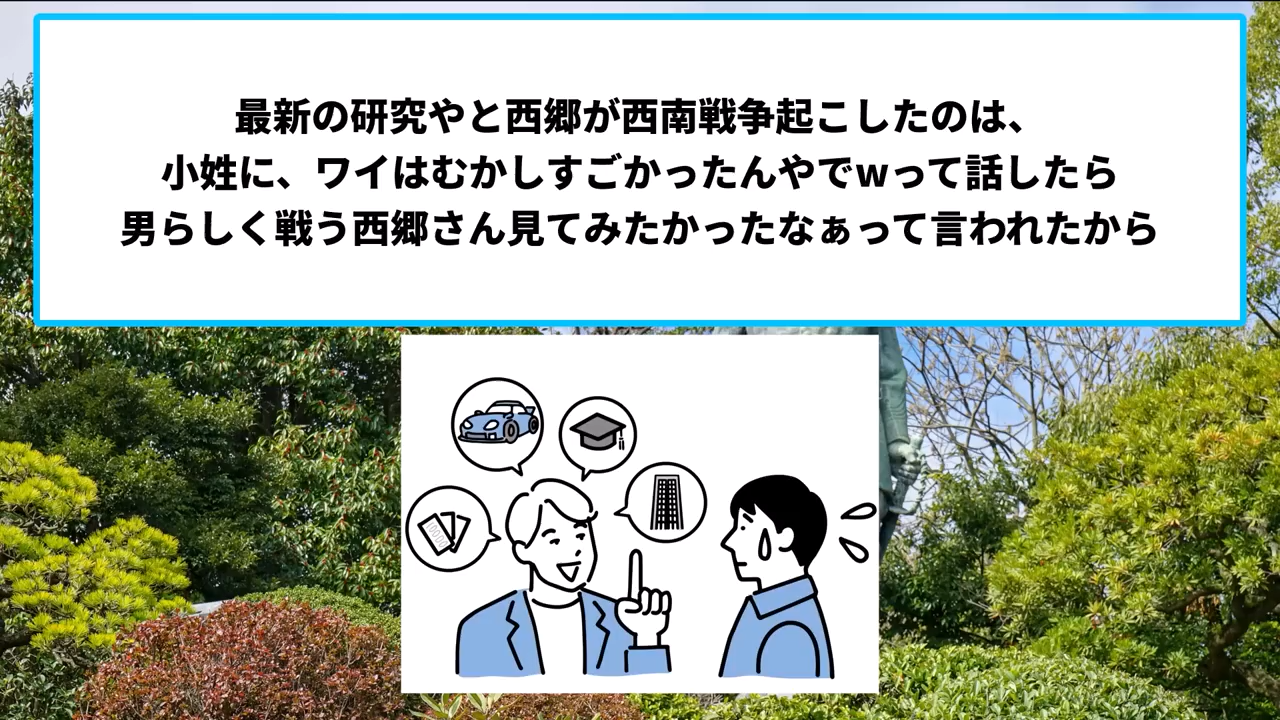 最新の研究やと西郷が西南戦争起こしたのは、
小姓に、ワイはむかしすごかったんやでwって話したら
男らしく戦う西郷さん見てみたかったなぁって言われたから